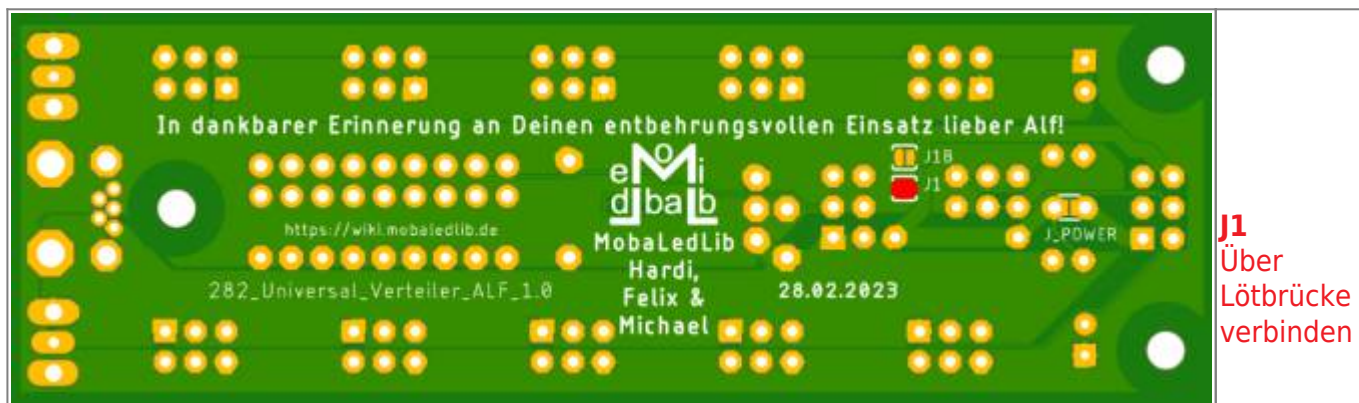 In dankbarer Erinnerung an Deinen entbehrungsvollen Einsatz lieber Alf!
J1B
J1
Mobaledlib
https://wiki.mobaledlib.de
J_POWER
MobaLedLib
Hardi,
Felix &
Michael
282_Universal_Verteiler_ALF_1.0
28.02.2023
J1
Über
Lötbrücke
verbinden